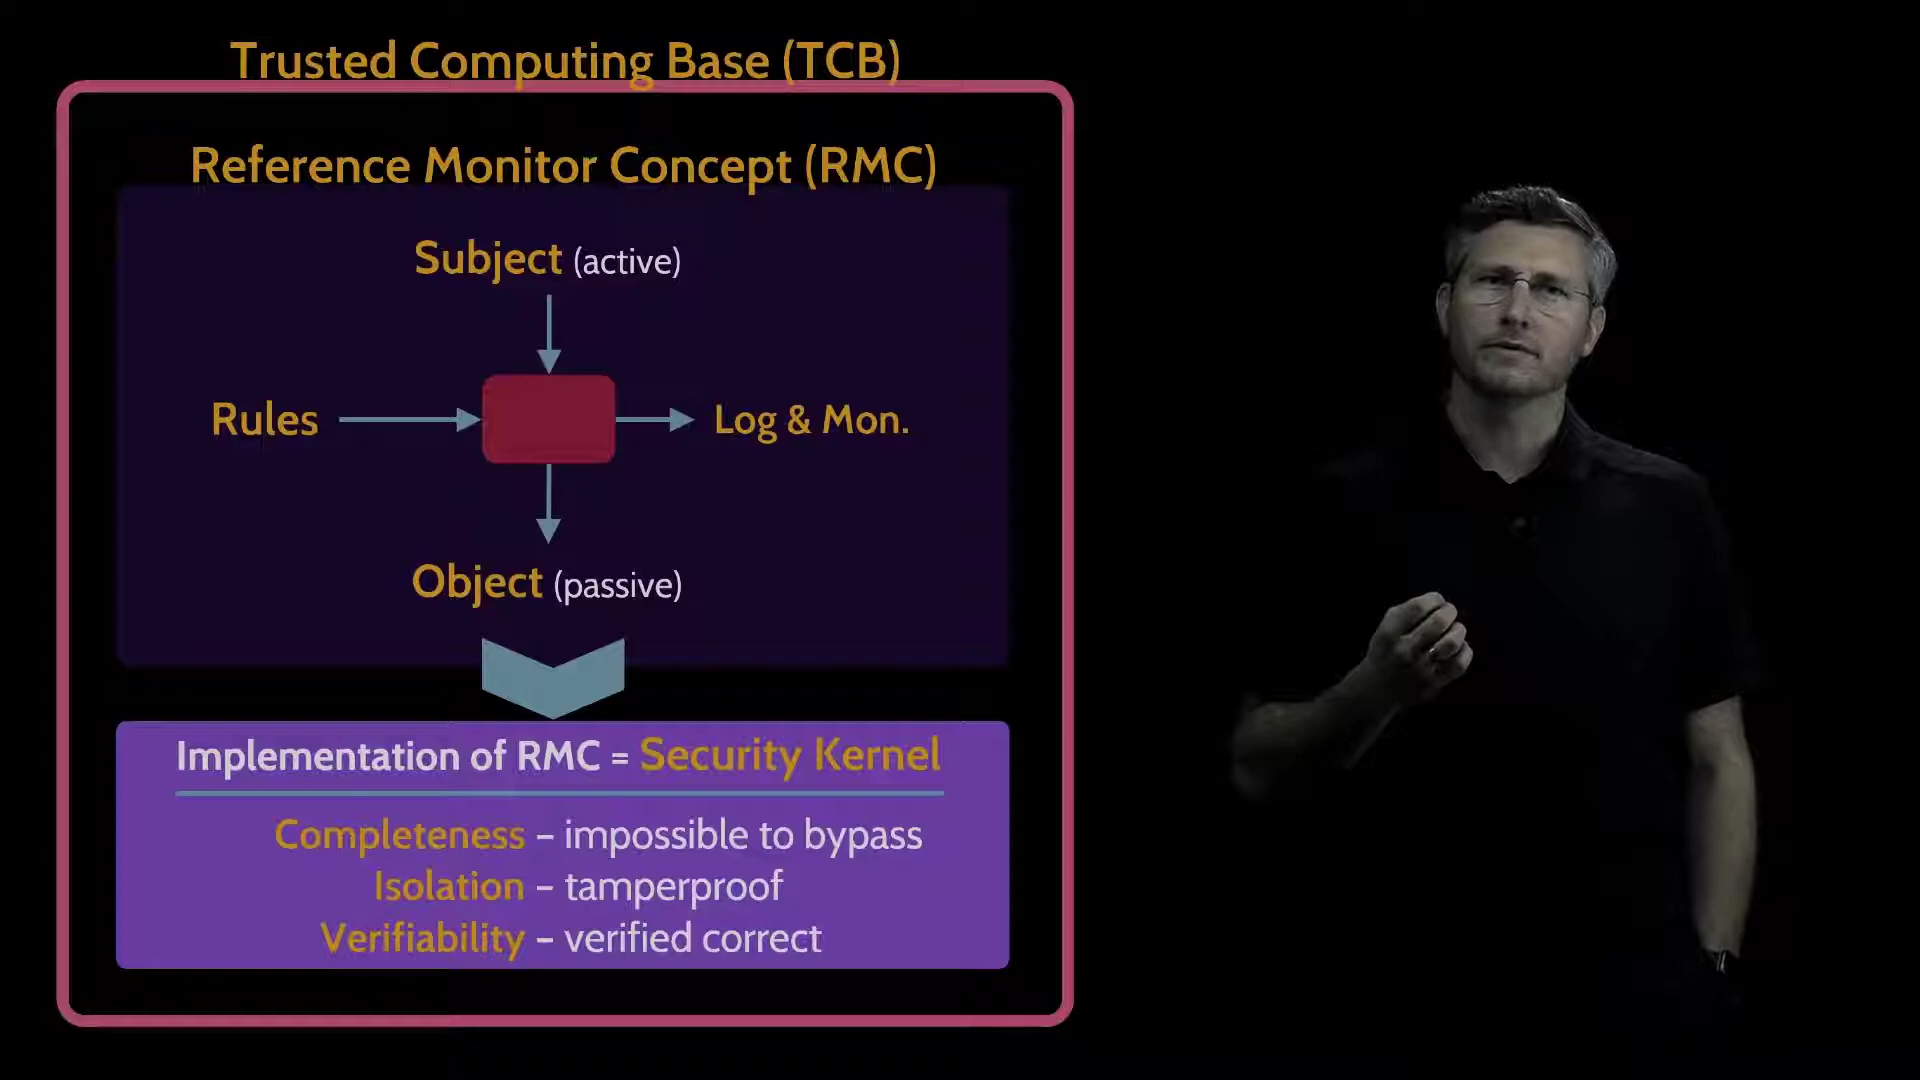 Trusted Computing Base (TCB)
Reference Monitor Concept (RMC)
Subject (active)
Rules
Log & Mon.
Object (passive)
Implementation of RMC = Security Kernel
Completeness – impossible to bypass
Isolation – tamperproof
Verifiability – verified correct